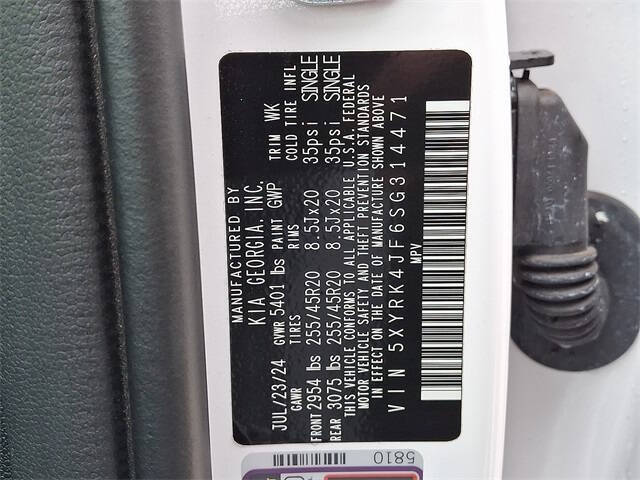 MANUFACTURED BY
KIA GEORGIA. INC.
JUL/23/24 GVWR 5401 lbs PAINT GWP TRIM WK
GAWR TIRES RIMS COLD TIRE INFL
FRONT 2954 lbs 255/45R20 8.5Jx20 35psi SINGLE
REAR 3075 lbs 255/45R20 8.5Jx20 35psi SINGLE
THIS VEHICLE CONFORMS TO ALL APPLICABLE U.S.A. FEDERAL
MOTOR VEHICLE SAFETY AND THEFT PREVENTION STANDARDS
IN EFFECT ON THE DATE OF MANUFACTURE SHOWN ABOVE
VIN 5XYRK4JF6SG314471
MPV
5810